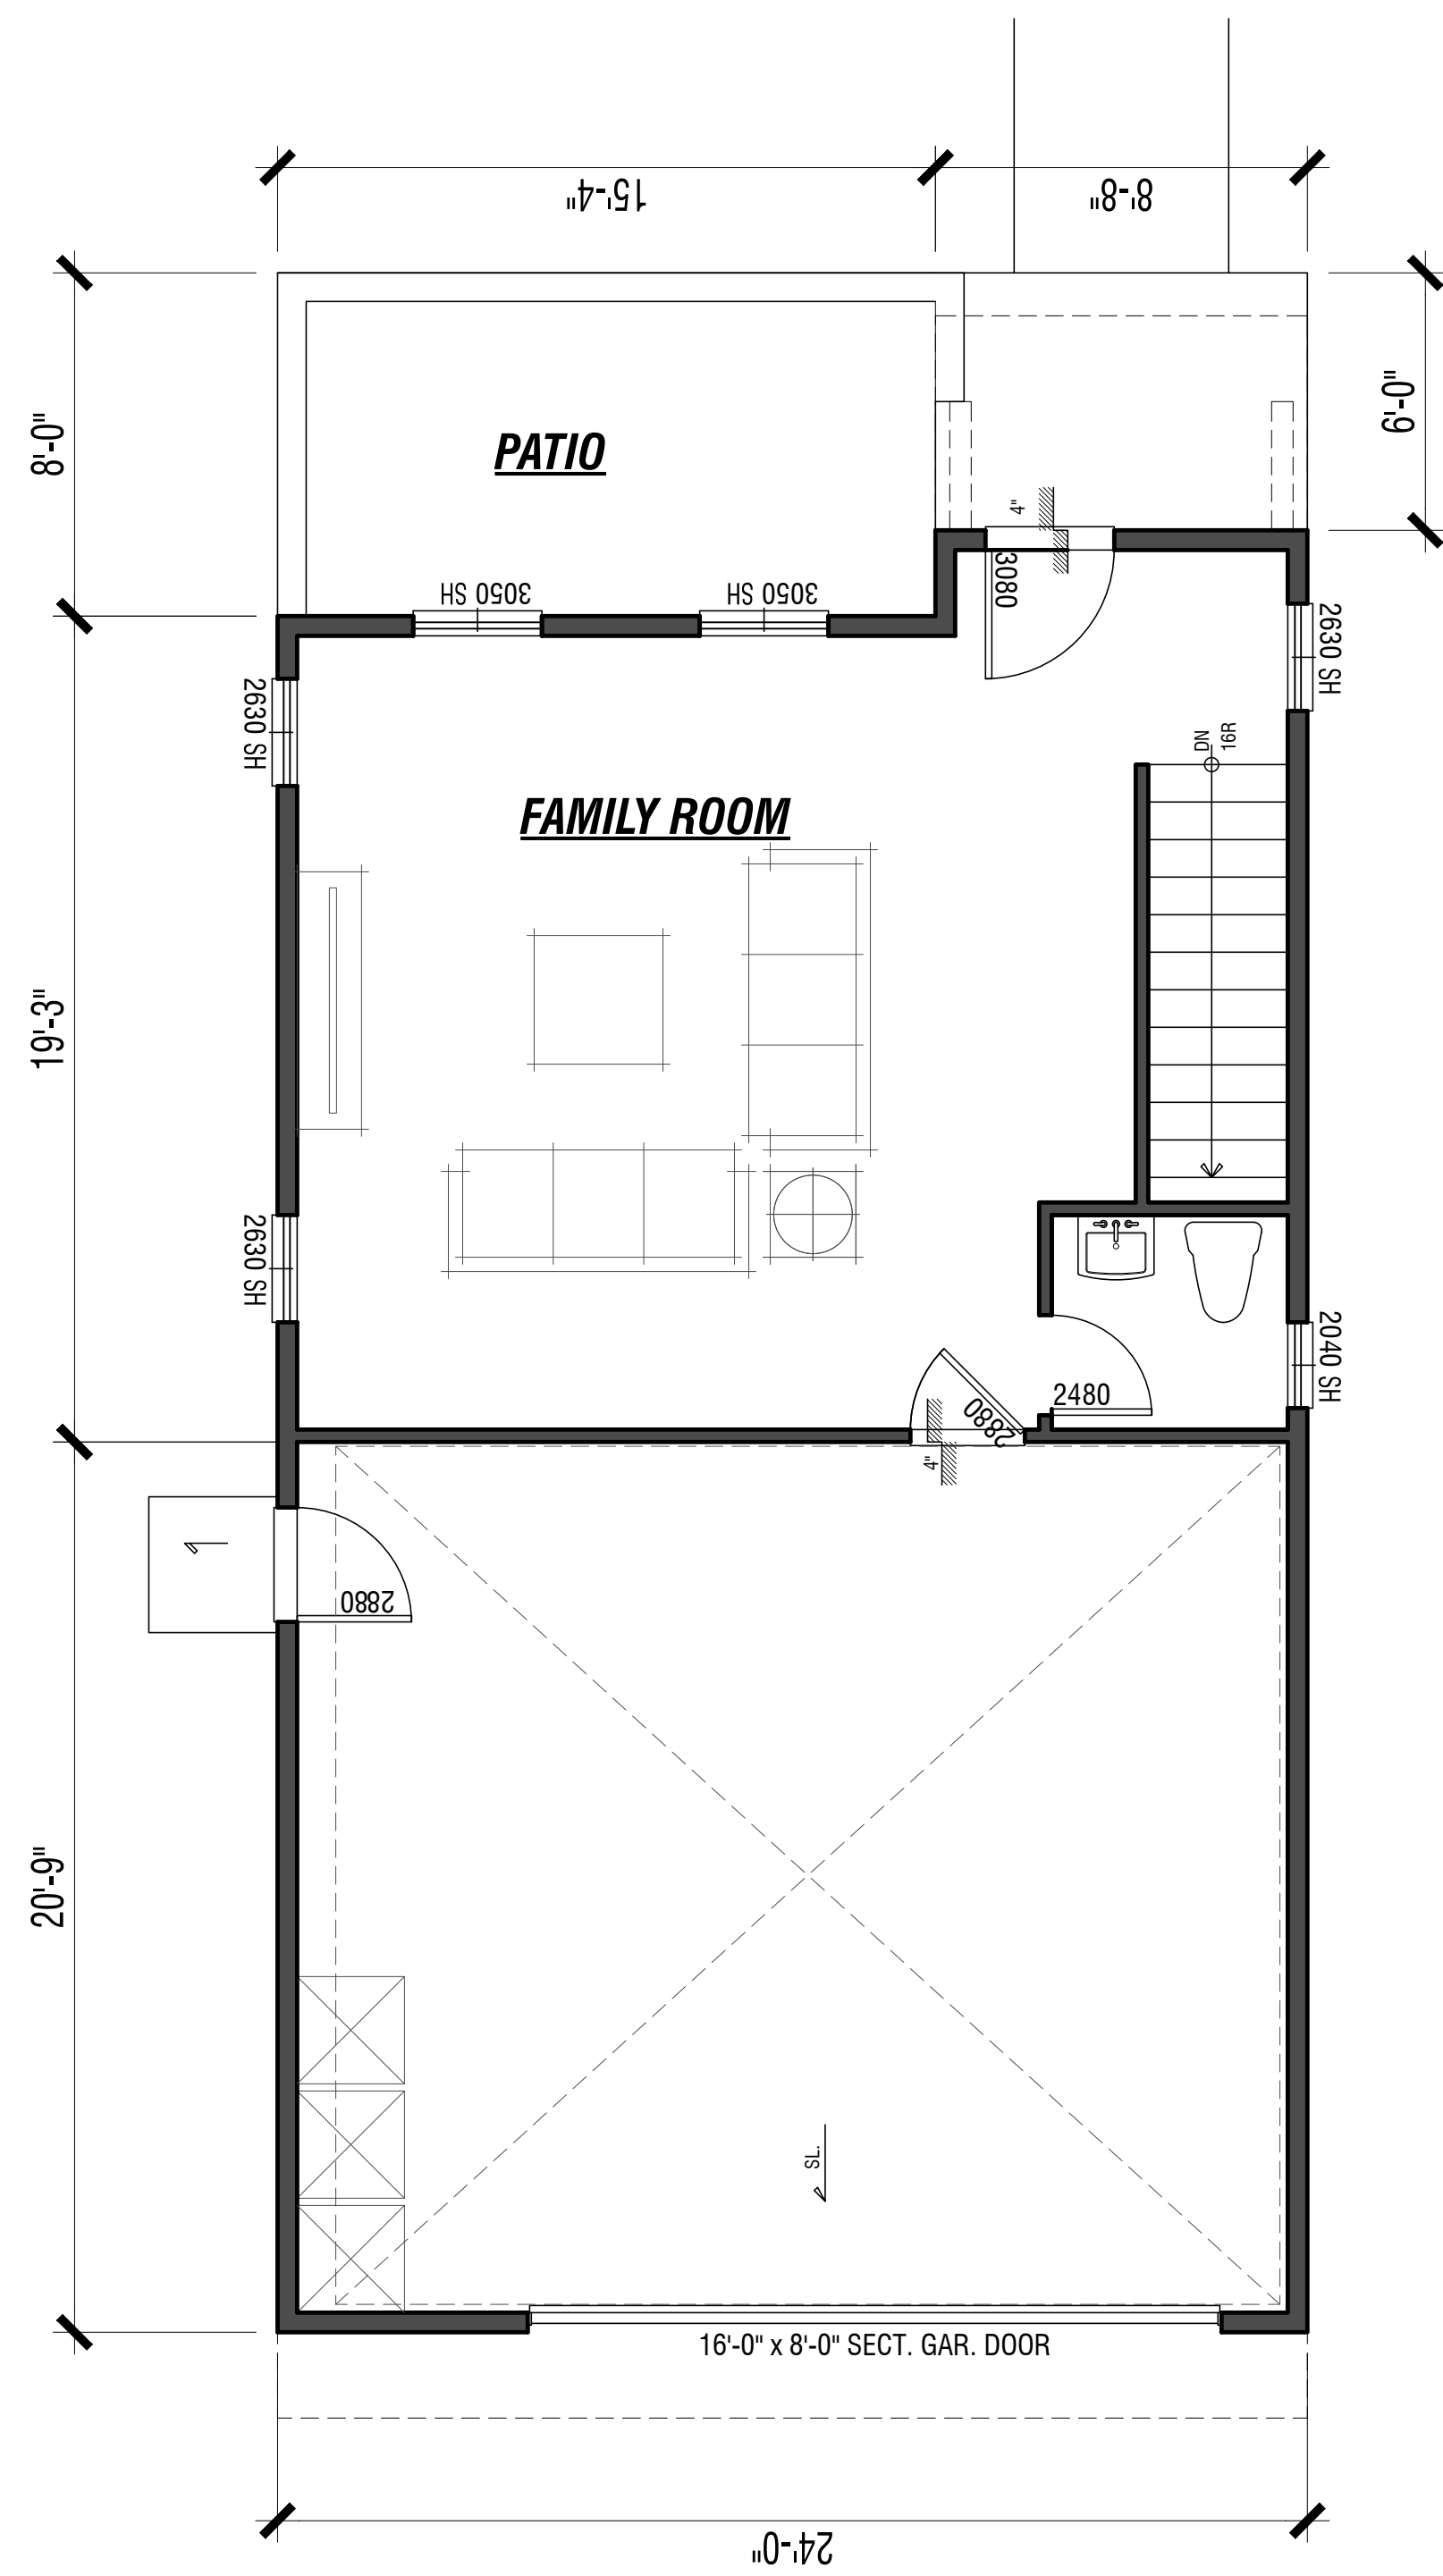 15'-4"
8'-8"
8'-0"
6'-0"
PATIO
4"
3050 SH
3050 SH
3080
2630 SH
2630 SH
DN
16R
FAMILY ROOM
19'-3"
2630 SH
2040 SH
2480
2880
4"
1
2880
20'-9"
SL.
16'-0" x 8'-0" SECT. GAR. DOOR
24'-0"